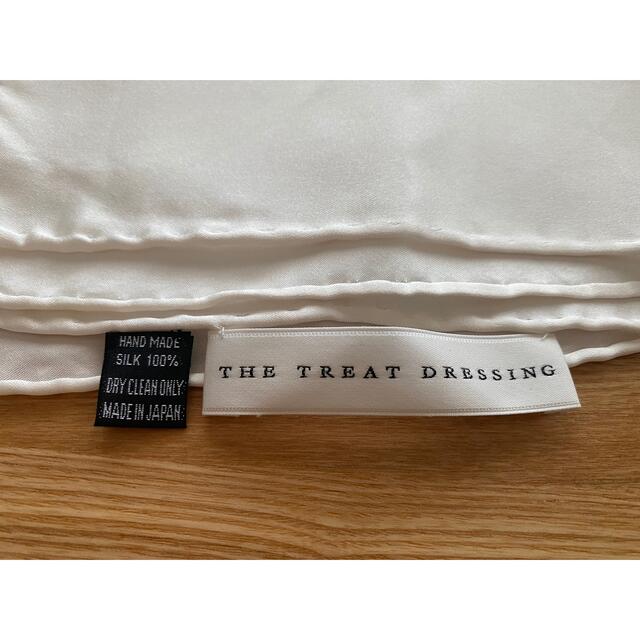 HAND MADE
SILK 100%
DRY CLEAN ONLY
MADE IN JAPAN
THE TREAT DRESSING